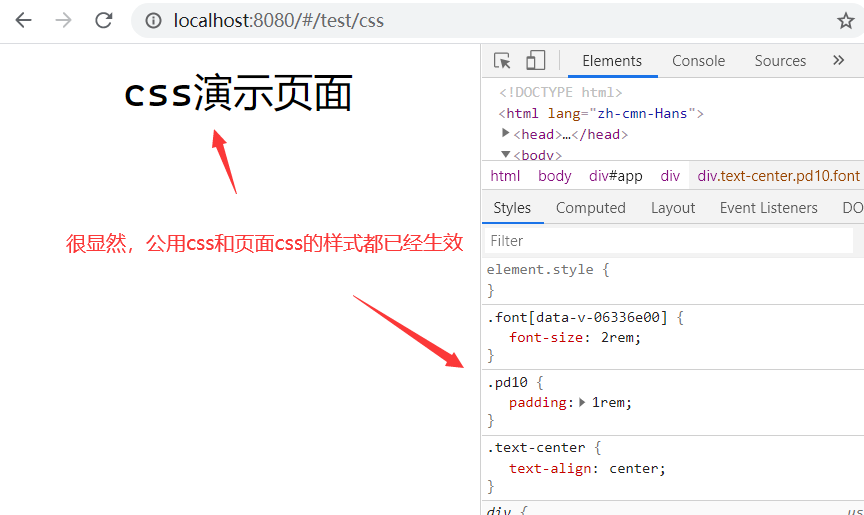 localhost:8080/#/test/css
css演示页面
很显然，公用css和页面css的样式都已经生效
Elements Console Sources »
<!DOCTYPE html>
<html lang="zh-cmn-Hans">
<head>…</head>
<body>
html body div#app div div.text-center.pd10.font
Styles Computed Layout Event Listeners DO
Filter
element.style {
}
.font[data-v-06336e00] {
font-size: 2rem;
}
.pd10 {
padding: 1rem;
}
.text-center {
text-align: center;
}
div { us